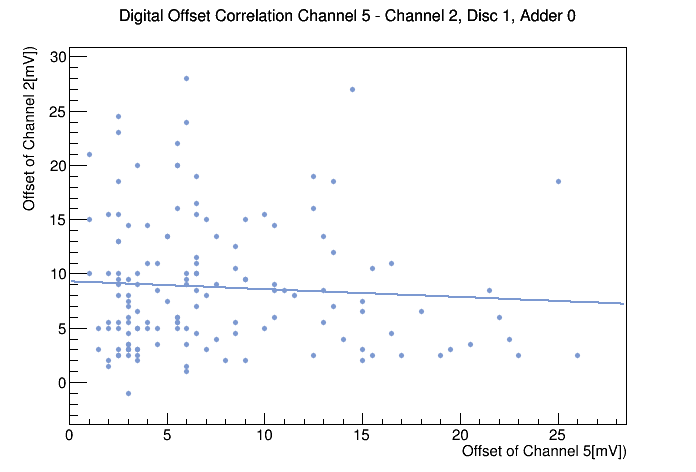 Digital Offset Correlation Channel 5 - Channel 2, Disc 1, Adder 0
Offset of Channel 2[mV])
30
25
20
15
10
5
0
0 5 10 15 20 25
Offset of Channel 5[mV])